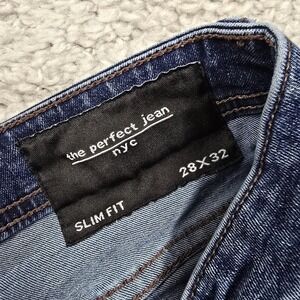 the perfect jean
nyc
28X32
SLIM FIT